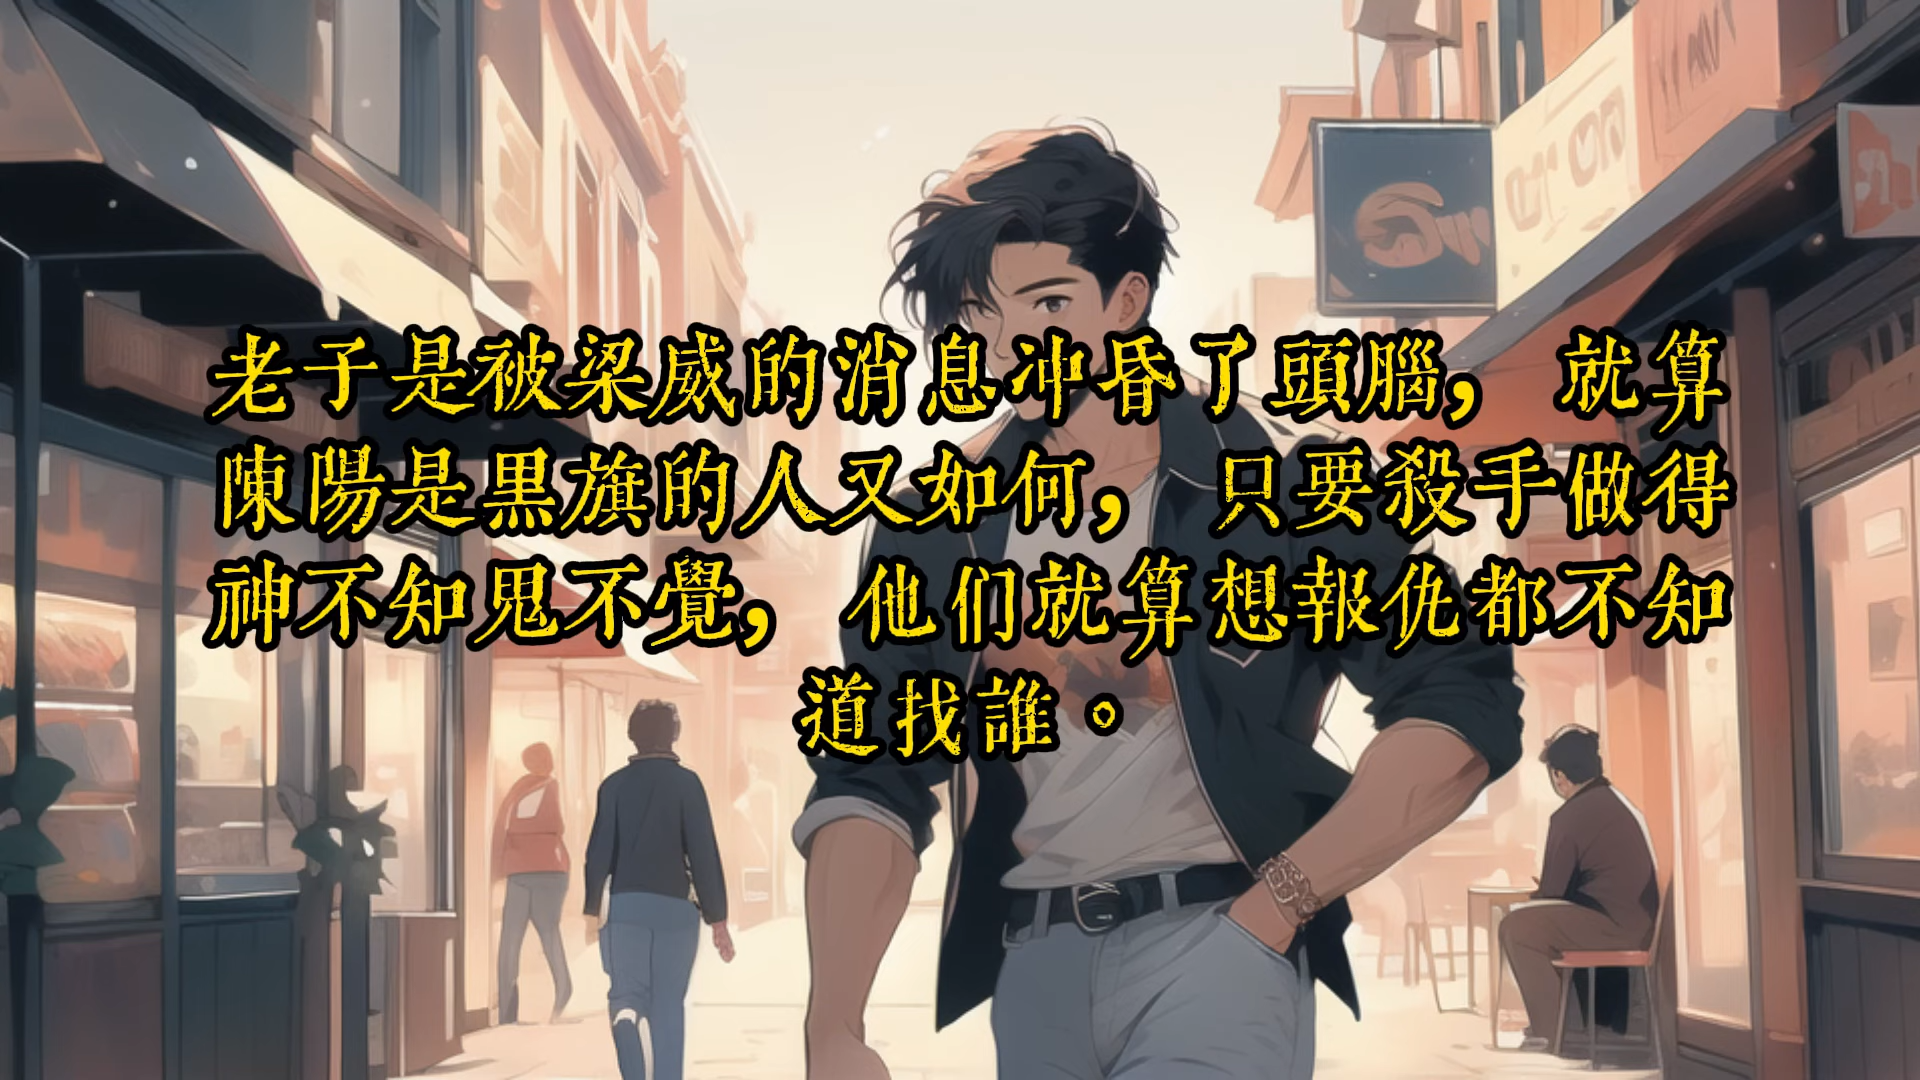 老子是被梁威的消息冲昏了頭腦，就算
陳陽是黑旗的人又如何，只要殺手做得
神不知鬼不覺，他们就算想報仇都不知
道找誰。